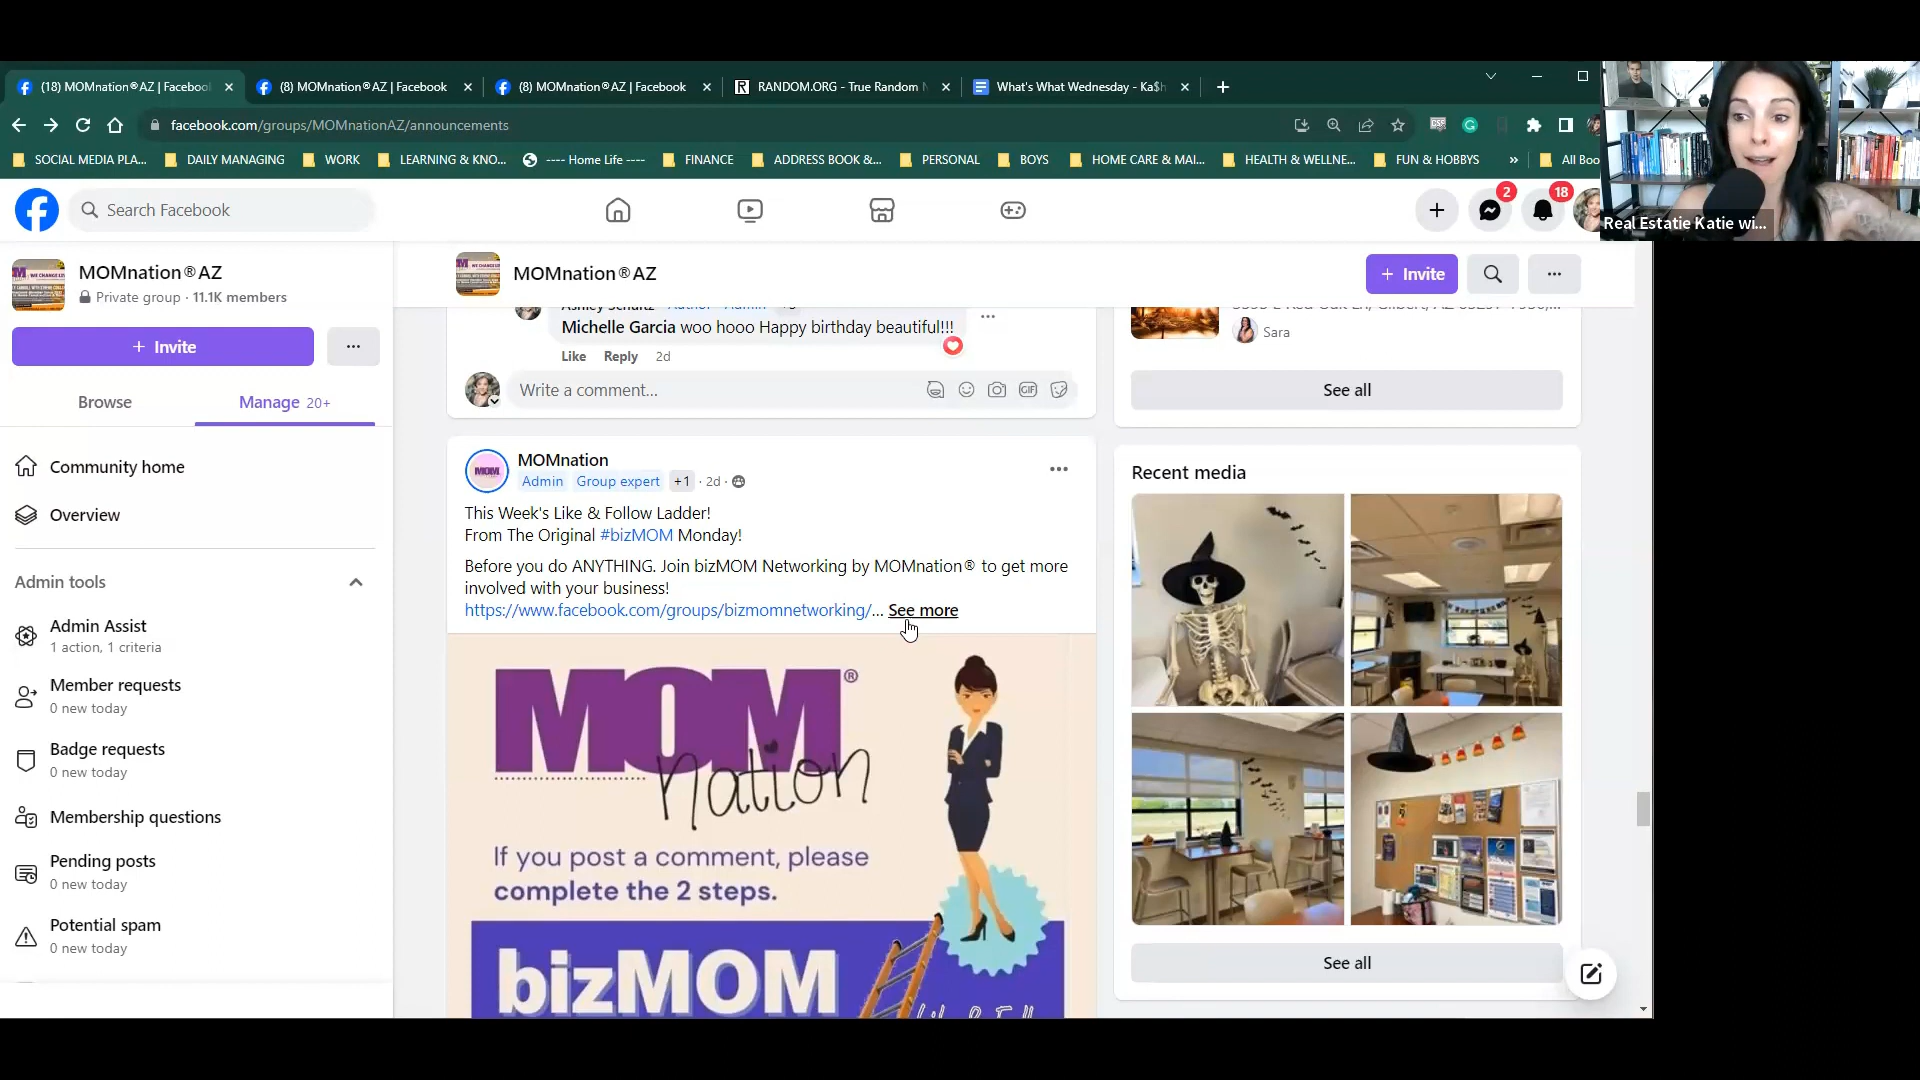 (18) MOMnation®AZ | Faceboo
(8) MOMnation®AZ | Facebook
(8) MOMnation®AZ | Facebook
RANDOM.ORG - True Random
What's What Wednesday - Ka$h
facebook.com/groups/MOMnationAZ/announcements
SOCIAL MEDIA PLA...
DAILY MANAGING
WORK
LEARNING & KNO...
---- Home Life ----
FINANCE
ADDRESS BOOK &...
PERSONAL
BOYS
HOME CARE & MAI...
HEALTH & WELLNE...
FUN & HOBBYS
»
All Boo
Real Estatie Katie wi...
Search Facebook
2
18
MOMnation®AZ
Private group · 11.1K members
+ Invite
Browse
Manage 20+
Community home
Overview
Admin tools
Admin Assist
1 action, 1 criteria
Member requests
0 new today
Badge requests
0 new today
Membership questions
Pending posts
0 new today
Potential spam
0 new today
MOMnation®AZ
+ Invite
Michelle Garcia woo hooo Happy birthday beautiful!!!
Like Reply 2d
Write a comment...
GIF
MOMnation
Admin Group expert +1 · 2d ·
This Week's Like & Follow Ladder!
From The Original #bizMOM Monday!
Before you do ANYTHING. Join bizMOM Networking by MOMnation® to get more
involved with your business!
https://www.facebook.com/groups/bizmomnetworking/... See more
MOM®
nation
If you post a comment, please
complete the 2 steps.
bizMOM
Sara
See all
Recent media
See all